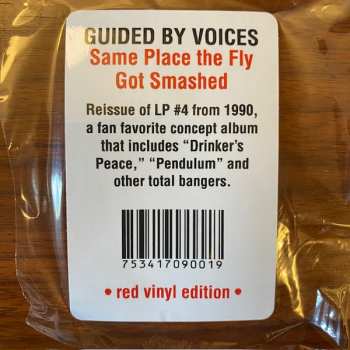 GUIDED BY VOICES
Same Place the Fly
Got Smashed
Reissue of LP #4 from 1990,
a fan favorite concept album
that includes “Drinker’s
Peace,” “Pendulum” and
other total bangers.
753417090019
• red vinyl edition •